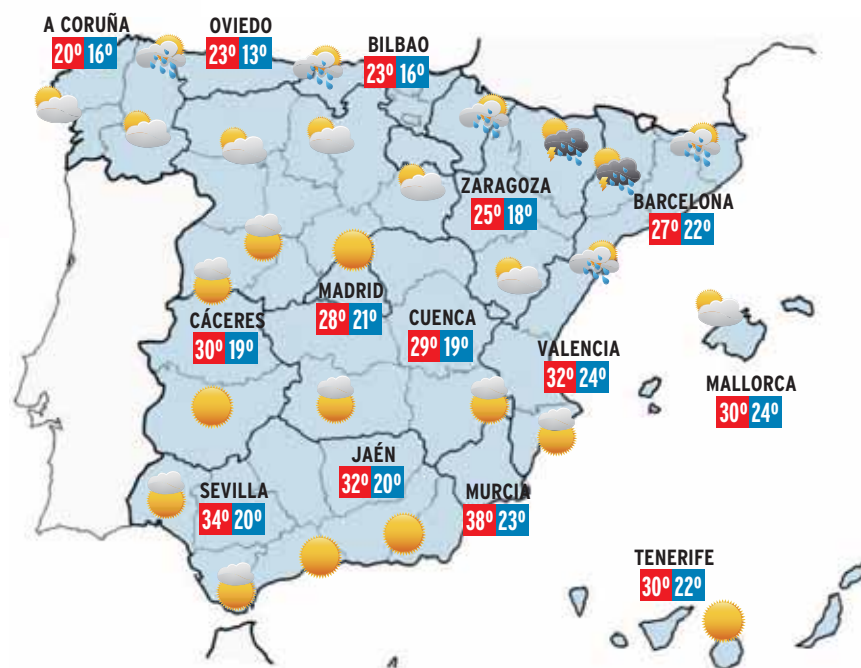 A CORUÑA
20º 16º
OVIEDO
23º 13º
BILBAO
23º 16º
ZARAGOZA
25º 18º
BARCELONA
27º 22º
MADRID
28º 21º
CÁCERES
30º 19º
CUENCA
29º 19º
VALENCIA
32º 24º
MALLORCA
30º 24º
JAÉN
32º 20º
SEVILLA
34º 20º
MURCIA
38º 23º
TENERIFE
30º 22º